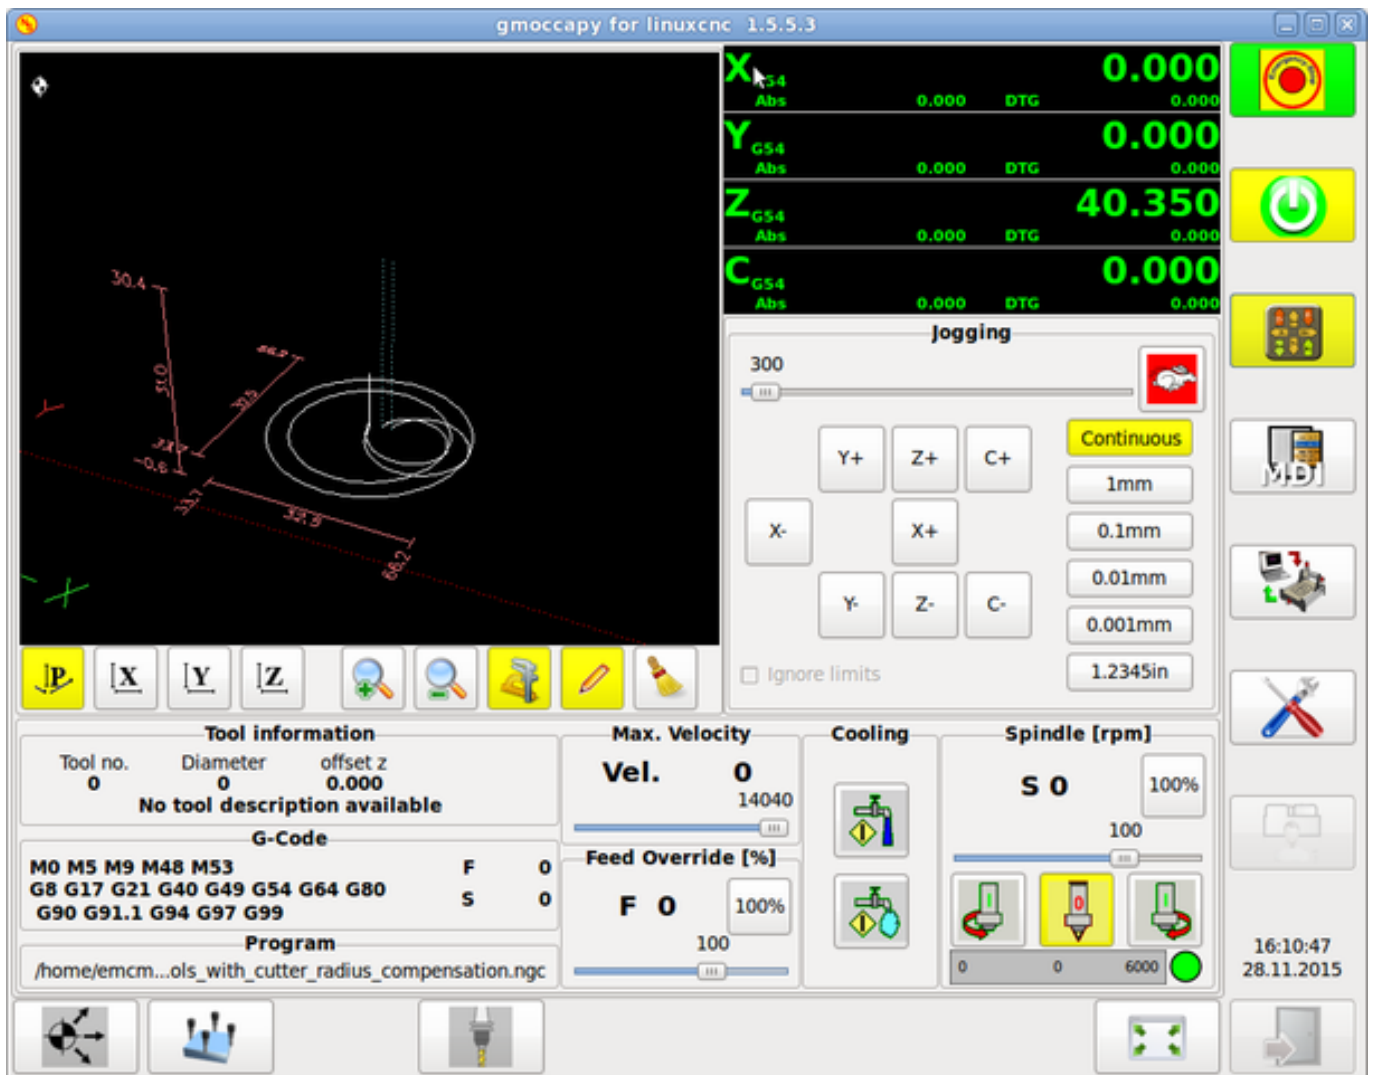 gmoccapy for linuxcnc 1.5.5.3
X 0.000
Abs 0.000 DTG 0.000
Y G54 0.000
Abs 0.000 DTG 0.000
Z G54 40.350
Abs 0.000 DTG 0.000
C G54 0.000
Abs 0.000 DTG 0.000
30.4
31.0
-0.6
33.7
32.5
66.2
Jogging
300
Y+ Z+ C+
X- X+
Y- Z- C-
Continuous
1mm
0.1mm
0.01mm
0.001mm
1.2345in
Ignore limits
MDI
P X Y Z
Tool information
Tool no. Diameter offset z
0 0 0.000
No tool description available
G-Code
M0 M5 M9 M48 M53
G8 G17 G21 G40 G49 G54 G64 G80
G90 G91.1 G94 G97 G99
F 0
S 0
Program
/home/emcm...ols_with_cutter_radius_compensation.ngc
Max. Velocity
Vel. 0
14040
Feed Override [%]
F 0 100%
100
Cooling
Spindle [rpm]
S 0 100%
100
0 0 6000
16:10:47
28.11.2015